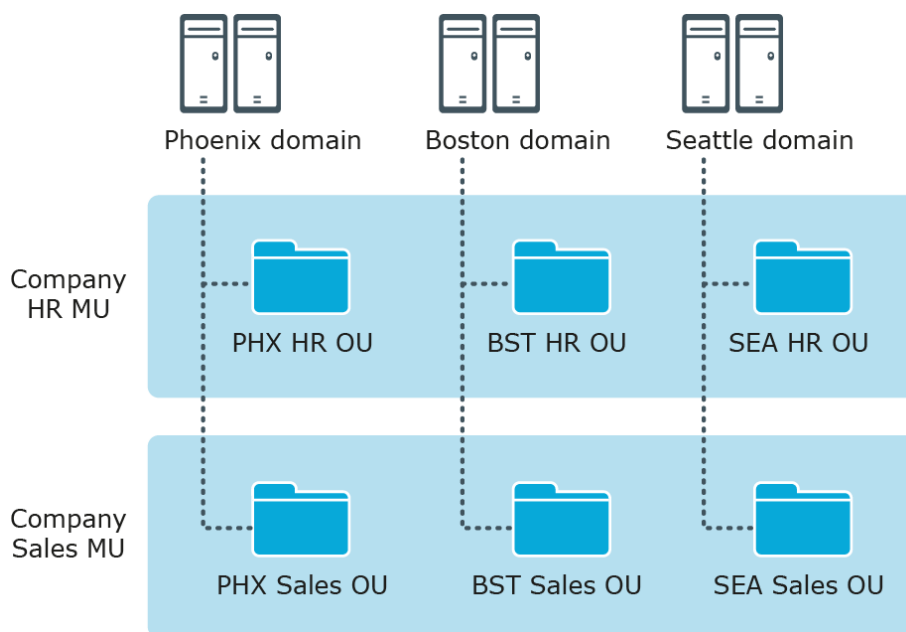 Phoenix domain
Boston domain
Seattle domain
Company
HR MU
PHX HR OU
BST HR OU
SEA HR OU
Company
Sales MU
PHX Sales OU
BST Sales OU
SEA Sales OU